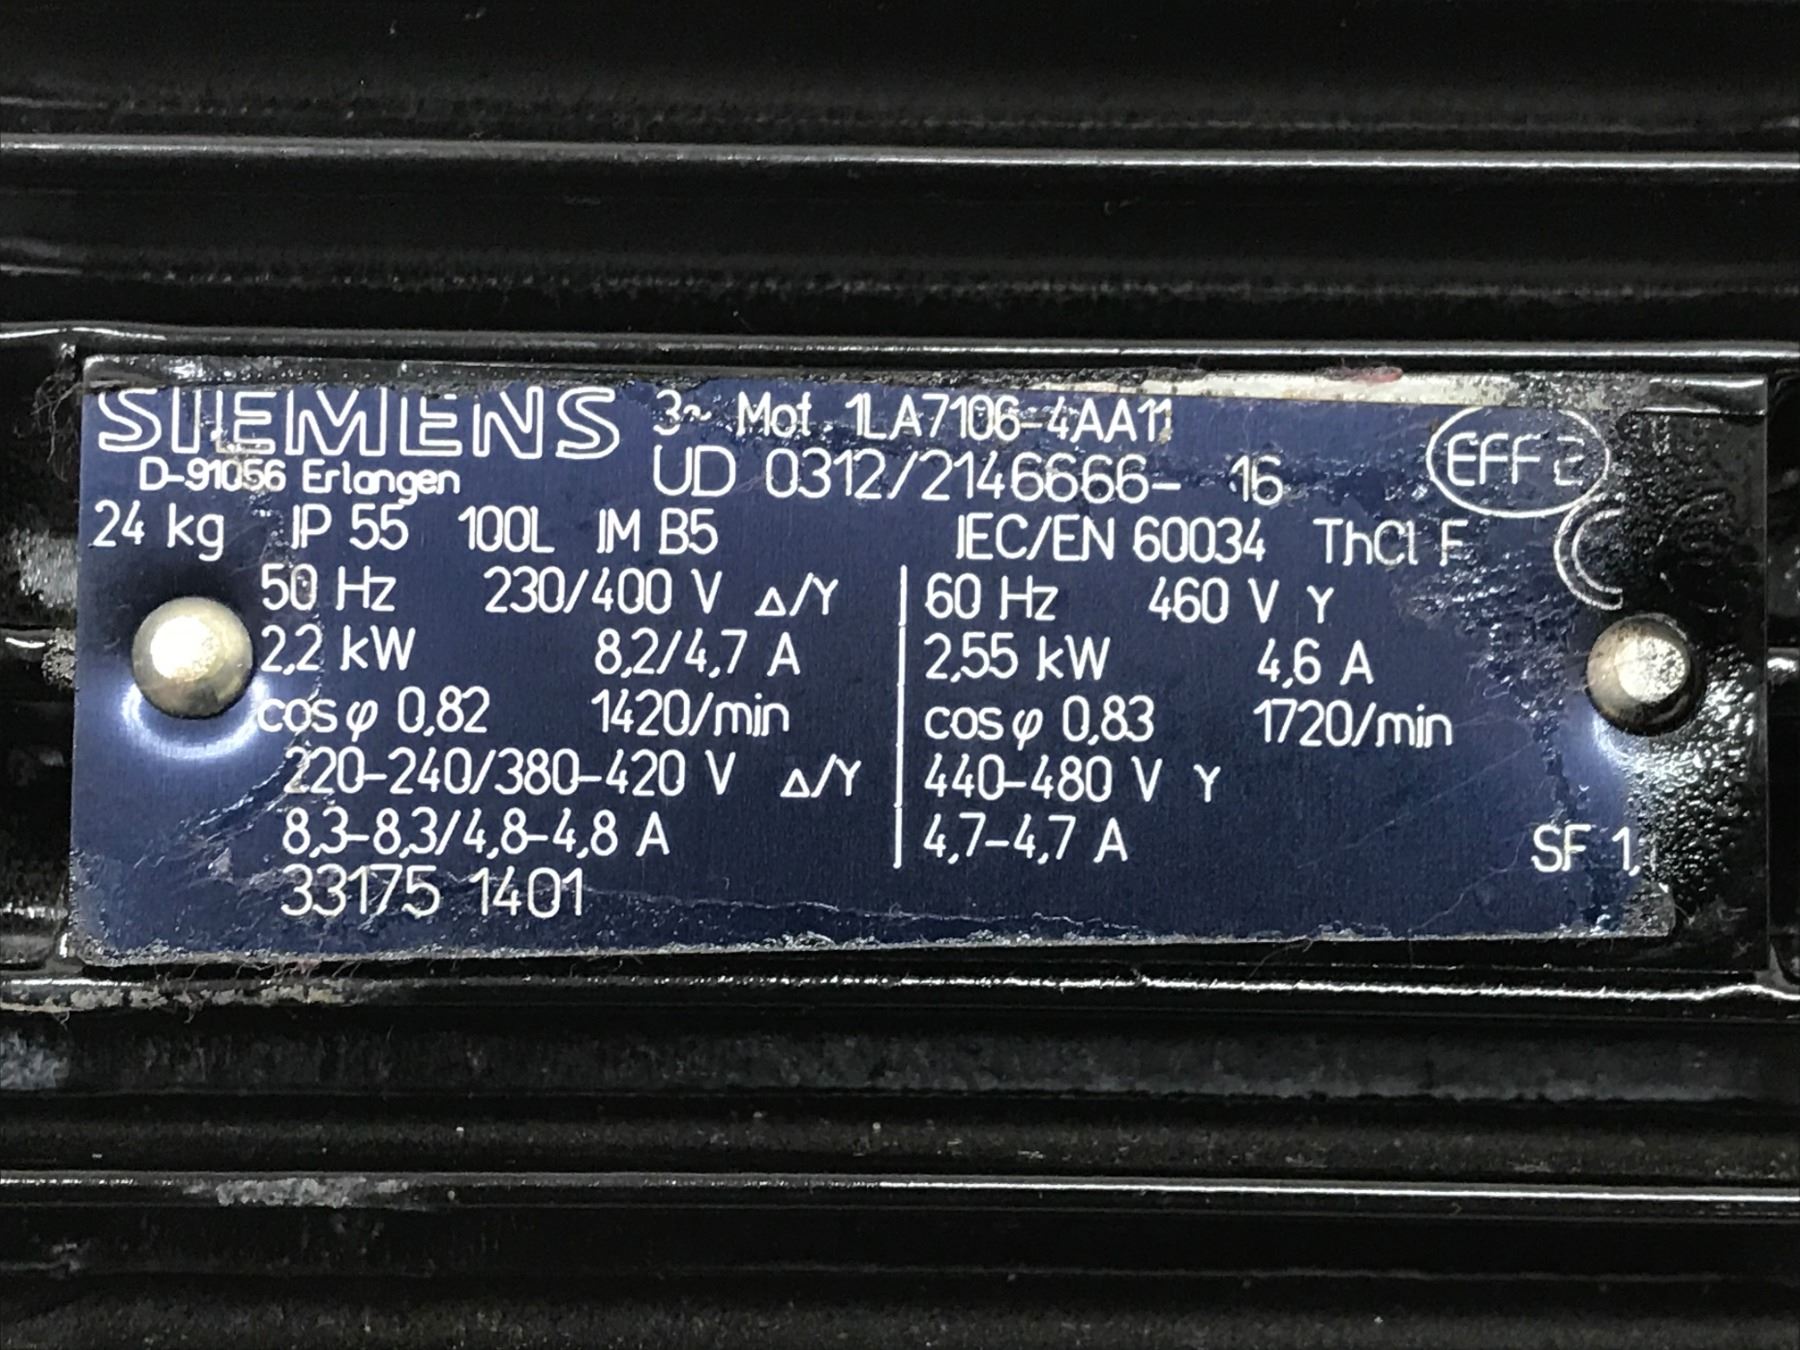 SIEMENS 3~ Mot. 1LA7106-4AA11
D-91056 Erlangen UD 0312/2146666- 16 EFF 2
24 kg IP 55 100L IM B5 IEC/EN 60034 ThCl F
50 Hz 230/400 V Δ/Y 60 Hz 460 V Y
2,2 kW 8,2/4,7 A 2,55 kW 4,6 A
cosφ 0,82 1420/min cosφ 0,83 1720/min
220-240/380-420 V Δ/Y 440-480 V Y
8,3-8,3/4,8-4,8 A 4,7-4,7 A SF
33175 1401